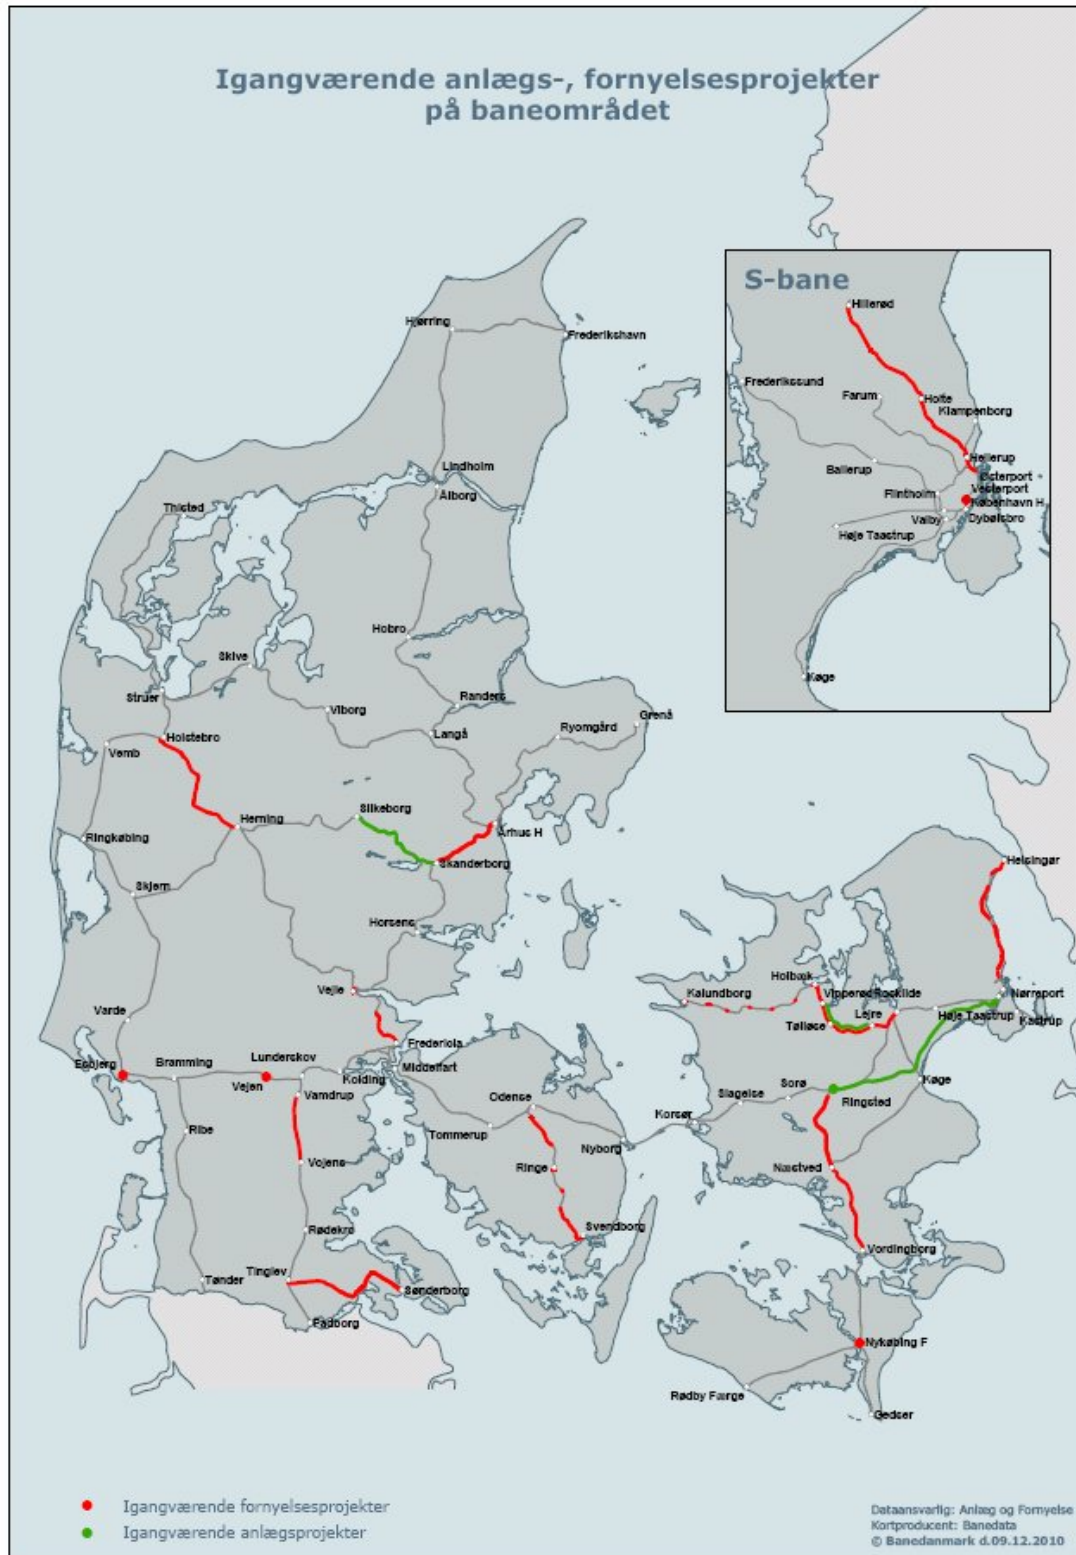 Igangværende anlægs-, fornyelsesprojekter
på baneområdet
S-bane
Hillerød
Frederikssund
Farum
Holte
Klampenborg
Hellerup
Ballerup
Østerport
Flintholm
Vesterport
København H
Valby
Dybølsbro
Høje Taastrup
Køge
Hjørring
Frederikshavn
Lindholm
Ålborg
Thisted
Hobro
Skive
Struer
Viborg
Randers
Langå
Ryomgård
Grenå
Holstebro
Vemb
Herning
Silkeborg
Århus H
Ringkøbing
Skanderborg
Skjern
Horsens
Helsingør
Vejle
Holbæk
Kalundborg
Vipperød
Roskilde
Nørreport
Varde
Tølløse
Lejre
Høje Taastrup
Kastrup
Fredericia
Esbjerg
Bramming
Lunderskov
Middelfart
Vejen
Kolding
Vamdrup
Sorø
Køge
Odense
Slagelse
Ringsted
Korsør
Ribe
Tommerup
Nyborg
Vojens
Ringe
Næstved
Rødekro
Svendborg
Vordingborg
Tønder
Tinglev
Sønderborg
Padborg
Nykøbing F
Rødby Færge
Gedser
Igangværende fornyelsesprojekter
Igangværende anlægsprojekter
Dataansvarlig: Anlæg og Fornyelse
Kortproducent: Banedata
© Banedanmark d.09.12.2010